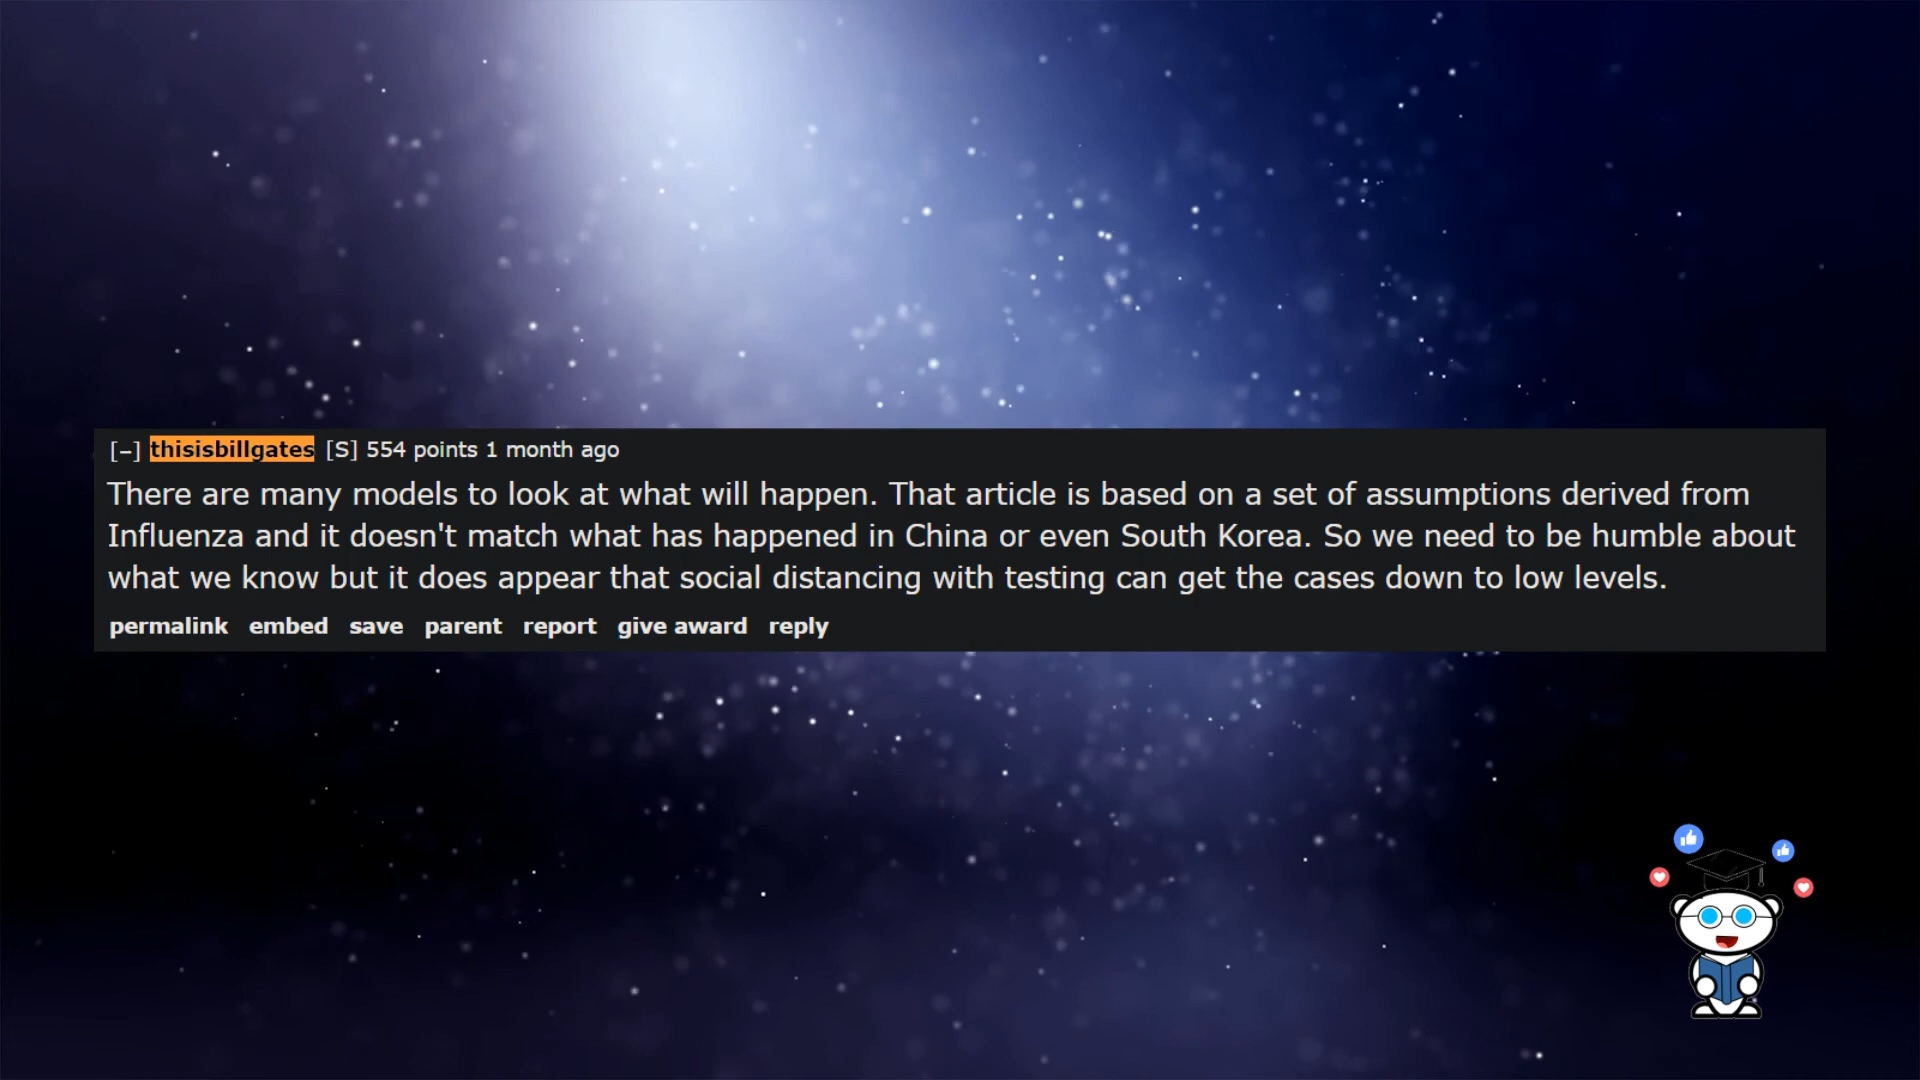 [–] thisisbillgates [S] 554 points 1 month ago
There are many models to look at what will happen. That article is based on a set of assumptions derived from
Influenza and it doesn't match what has happened in China or even South Korea. So we need to be humble about
what we know but it does appear that social distancing with testing can get the cases down to low levels.
permalink embed save parent report give award reply